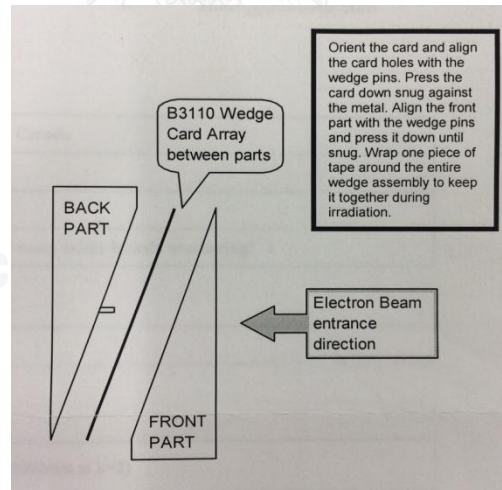 Orient the card and align
the card holes with the
wedge pins. Press the
card down snug against
the metal. Align the front
part with the wedge pins
and press it down until
snug. Wrap one piece of
tape around the entire
wedge assembly to keep
it together during
irradiation.
B3110 Wedge
Card Array
between parts
BACK
PART
Electron Beam
entrance
direction
FRONT
PART